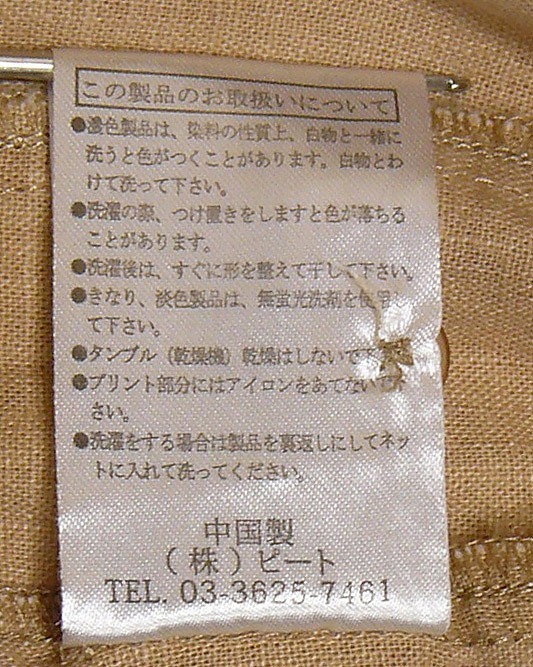 この製品のお取扱いについて
●濃色製品は、染料の性質上、白物と一緒に
洗うと色がつくことがあります。白物とわ
けて洗って下さい。
●洗濯の際、つけ置きをしますと色が落ちる
ことがあります。
●洗濯後は、すぐに形を整えて干して下さい。
●きなり、淡色製品は、無蛍光洗剤を使用し
て下さい。
●タンブル（乾燥機）乾燥はしないで下
●プリント部分にはアイロンをあてないで下
さい。
●洗濯をする場合は製品を裏返しにしてネッ
トに入れて洗ってください。
中国製
（株）ビート
TEL. 03-3625-7461